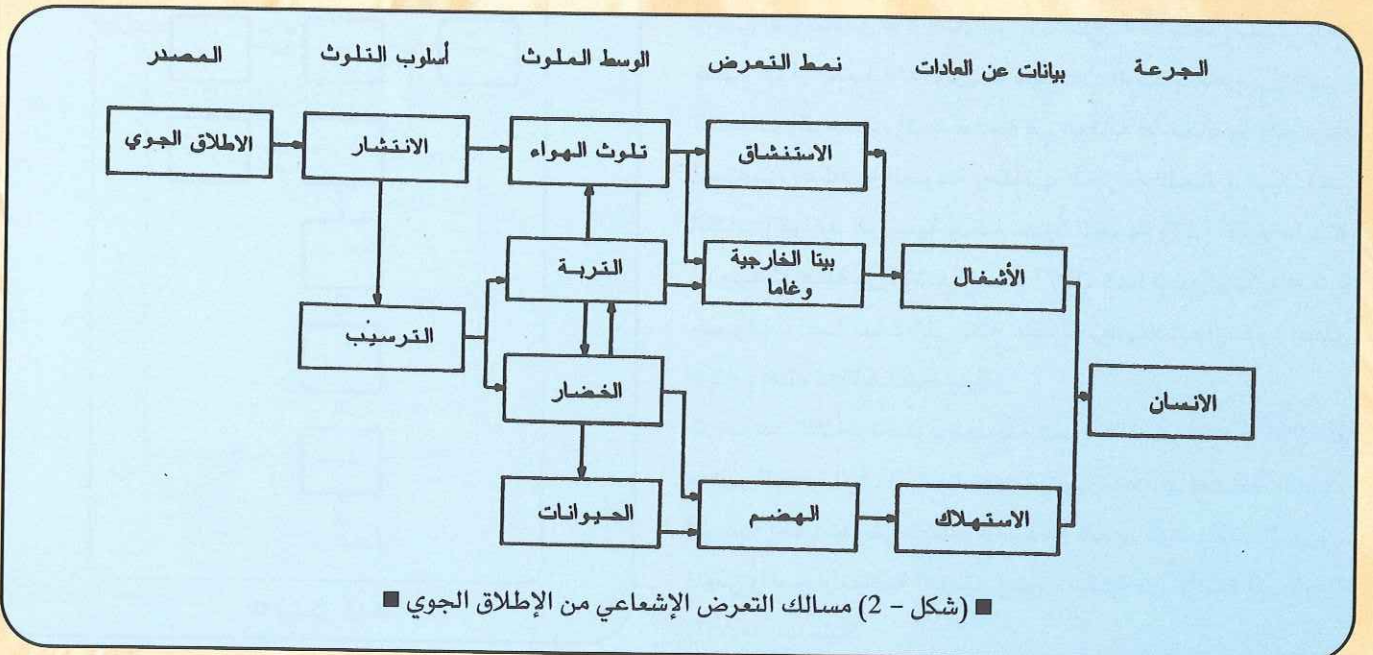 المصدر
أسلوب التلوث
الوسط الملوث
نمط التعرض
بيانات عن العادات
الجرعة
الاطلاق الجوي
الانتشار
تلوث الهواء
الاستنشاق
التربة
بيتا الخارجية
وغاما
الأشغال
الترسيب
الخضار
الانسان
الحيوانات
الهضم
الاستهلاك
■ (شكل – 2) مسالك التعرض الإشعاعي من الإطلاق الجوي ■